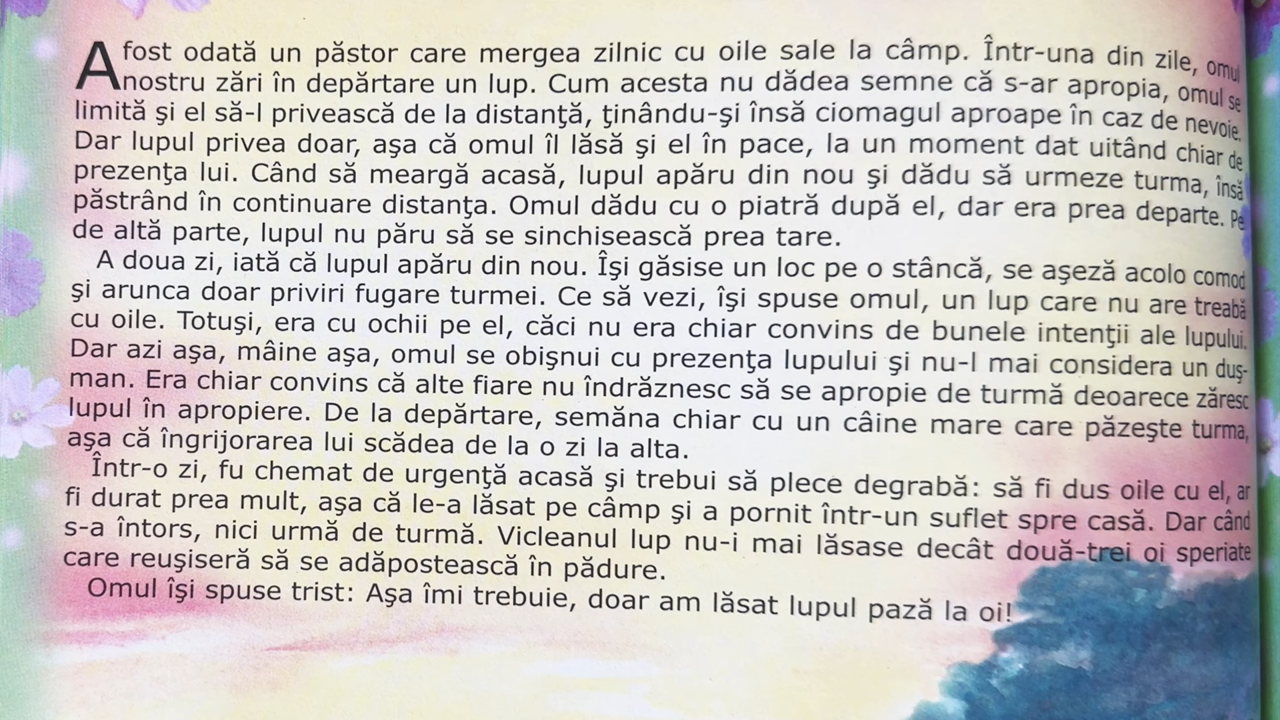 A fost odată un păstor care mergea zilnic cu oile sale la câmp. Într-una din zile, omul
nostru zări în depărtare un lup. Cum acesta nu dădea semne că s-ar apropia, omul se
limită şi el să-l privească de la distanţă, ţinându-şi însă ciomagul aproape în caz de nevoie.
Dar lupul privea doar, aşa că omul îl lăsă şi el în pace, la un moment dat uitând chiar de
prezenţa lui. Când să meargă acasă, lupul apăru din nou şi dădu să urmeze turma, însă
păstrând în continuare distanţa. Omul dădu cu o piatră după el, dar era prea departe. Pe
de altă parte, lupul nu păru să se sinchisească prea tare.
A doua zi, iată că lupul apăru din nou. Îşi găsise un loc pe o stâncă, se aşeză acolo comod
şi arunca doar priviri fugare turmei. Ce să vezi, îşi spuse omul, un lup care nu are treabă
cu oile. Totuşi, era cu ochii pe el, căci nu era chiar convins de bunele intenţii ale lupului.
Dar azi aşa, mâine aşa, omul se obişnui cu prezenţa lupului şi nu-l mai considera un duş-
man. Era chiar convins că alte fiare nu îndrăznesc să se apropie de turmă deoarece zăresc
lupul în apropiere. De la depărtare, semăna chiar cu un câine mare care păzeşte turma,
aşa că îngrijorarea lui scădea de la o zi la alta.
Într-o zi, fu chemat de urgenţă acasă şi trebui să plece degrabă: să fi dus oile cu el, ar
fi durat prea mult, aşa că le-a lăsat pe câmp şi a pornit într-un suflet spre casă. Dar când
s-a întors, nici urmă de turmă. Vicleanul lup nu-i mai lăsase decât două-trei oi speriate
care reuşiseră să se adăpostească în pădure.
Omul îşi spuse trist: Aşa îmi trebuie, doar am lăsat lupul pază la oi!